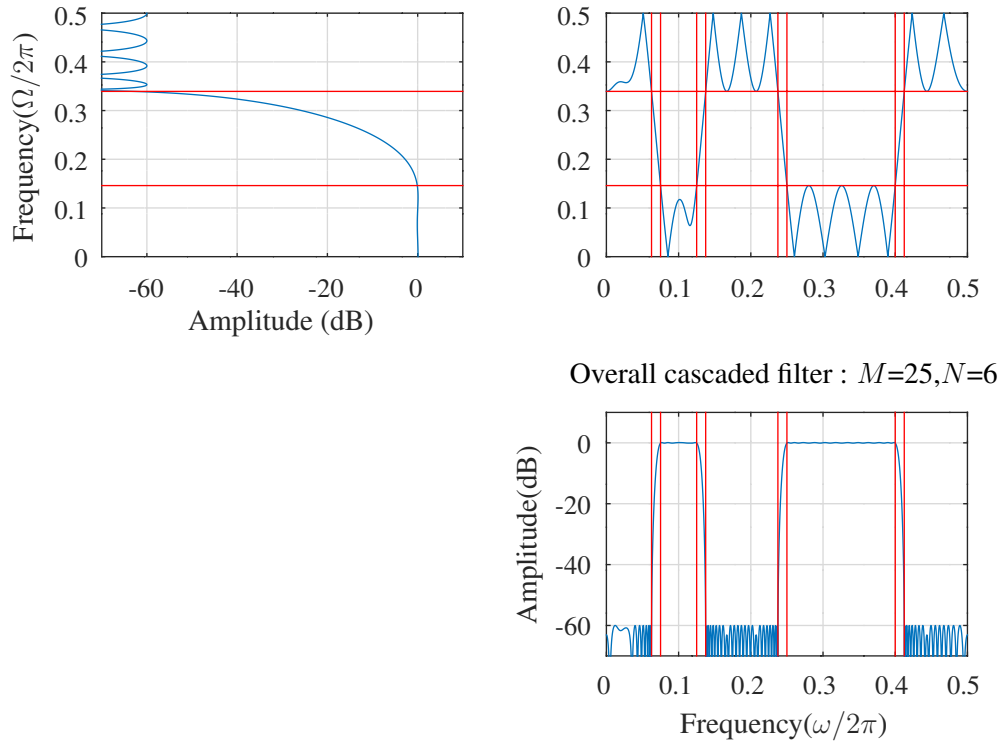 0.5
0.4
0.3
0.2
0.1
0
Frequency(Ω/2π)
-60 -40 -20 0
Amplitude (dB)
0.5
0.4
0.3
0.2
0.1
0
0 0.1 0.2 0.3 0.4 0.5
Overall cascaded filter : M=25,N=6
0
-20
-40
-60
Amplitude(dB)
0 0.1 0.2 0.3 0.4 0.5
Frequency(ω/2π)